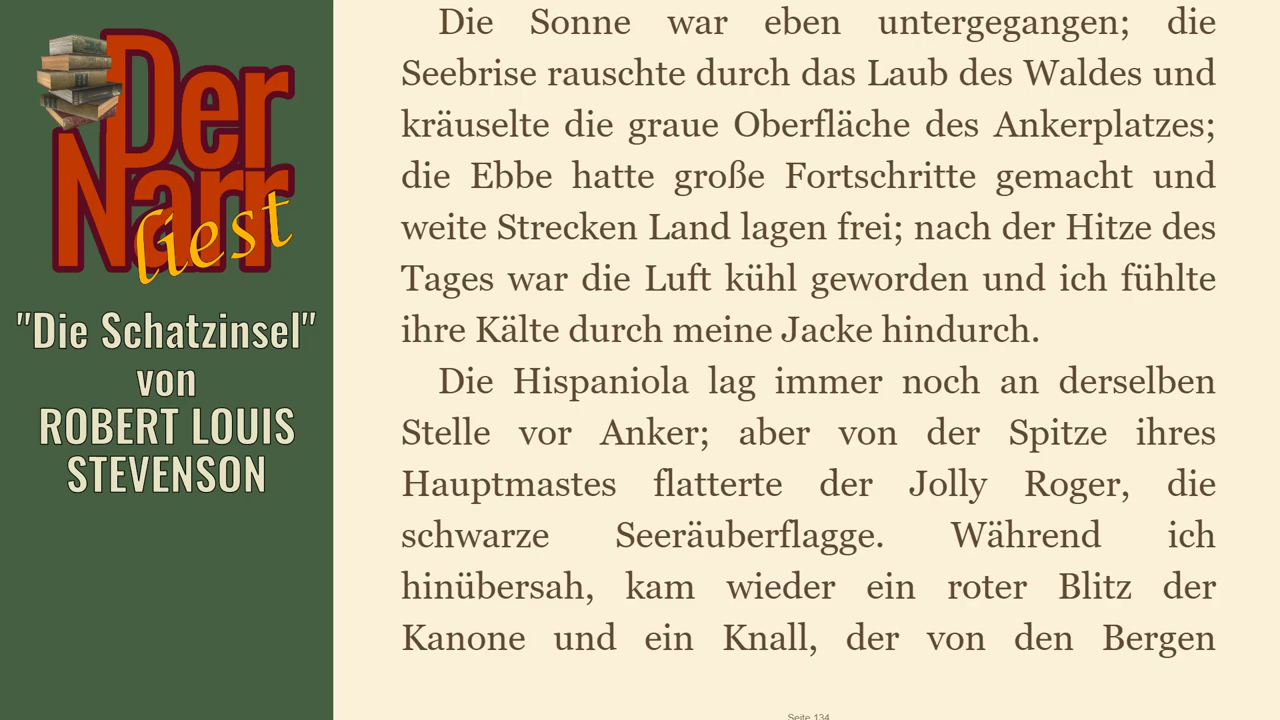 Der
Narr
liest
"Die Schatzinsel"
von
ROBERT LOUIS
STEVENSON
Die Sonne war eben untergegangen; die
Seebrise rauschte durch das Laub des Waldes und
kräuselte die graue Oberfläche des Ankerplatzes;
die Ebbe hatte große Fortschritte gemacht und
weite Strecken Land lagen frei; nach der Hitze des
Tages war die Luft kühl geworden und ich fühlte
ihre Kälte durch meine Jacke hindurch.
Die Hispaniola lag immer noch an derselben
Stelle vor Anker; aber von der Spitze ihres
Hauptmastes flatterte der Jolly Roger, die
schwarze Seeräuberflagge. Während ich
hinübersah, kam wieder ein roter Blitz der
Kanone und ein Knall, der von den Bergen
Seite 134